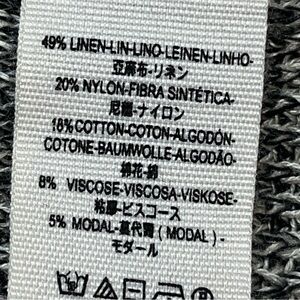 49% LINEN-LIN-LINO-LEINEN-LINHO-
亞麻布-リネン
20% NYLON-FIBRA SINTÉTICA-
尼龍-ナイロン
18% COTTON-COTON-ALGODÓN-
COTONE-BAUMWOLLE-ALGODÃO-
棉花-綿
8% VISCOSE-VISCOSA-VISKOSE-
粘膠-ビスコース
5% MODAL-莫代爾 ( MODAL ) -
モダール